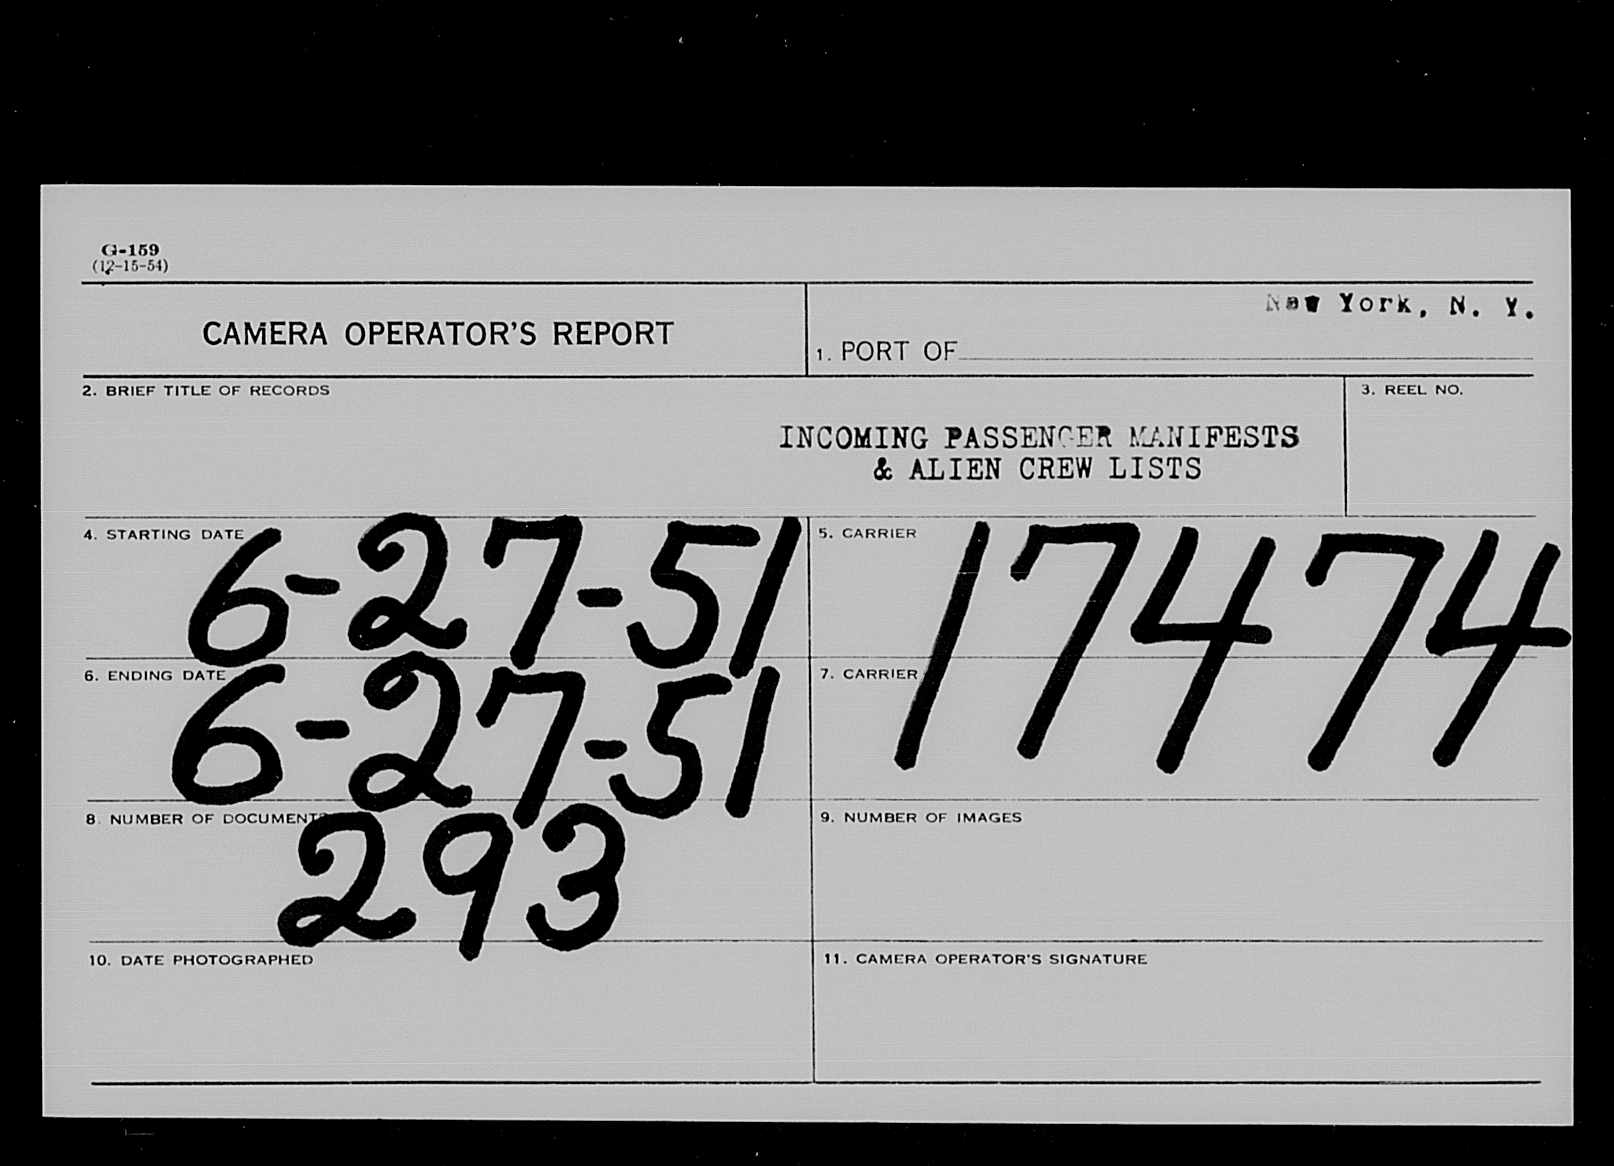 G-159
(12-15-54)
CAMERA OPERATOR'S REPORT
New York, N. Y.
1. PORT OF
2. BRIEF TITLE OF RECORDS
3. REEL NO.
INCOMING PASSENGER MANIFESTS
& ALIEN CREW LISTS
4. STARTING DATE
6-27-51
5. CARRIER
17474
6. ENDING DATE
6-27-51
7. CARRIER
8. NUMBER OF DOCUMENTS
293
9. NUMBER OF IMAGES
10. DATE PHOTOGRAPHED
11. CAMERA OPERATOR'S SIGNATURE